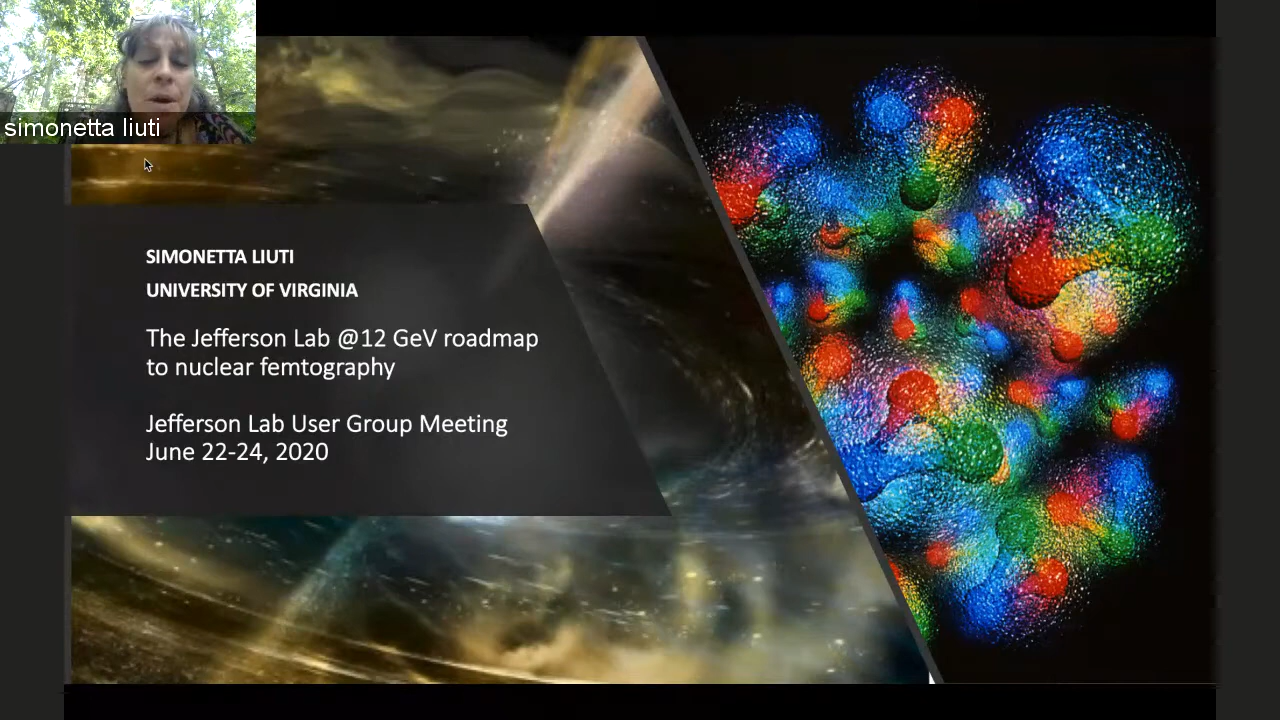 simonetta liuti
SIMONETTA LIUTI
UNIVERSITY OF VIRGINIA
The Jefferson Lab @12 GeV roadmap
to nuclear femtography
Jefferson Lab User Group Meeting
June 22-24, 2020